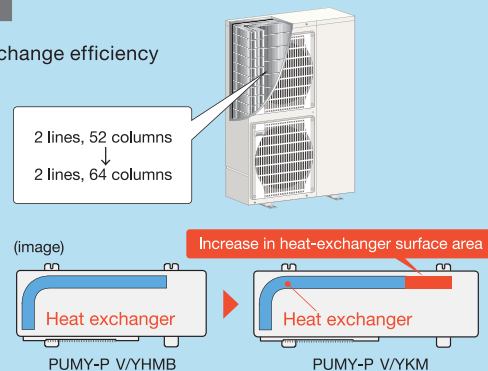 change efficiency
2 lines, 52 columns
↓
2 lines, 64 columns
(image)
Increase in heat-exchanger surface area
Heat exchanger
Heat exchanger
PUMY-P V/YHMB
PUMY-P V/YKM